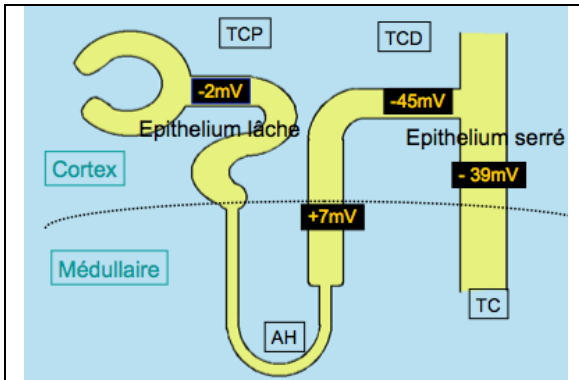 TCP
TCD
-2mV
-45mV
Epithelium lâche
Epithelium serré
Cortex
- 39mV
+7mV
Médullaire
TC
AH